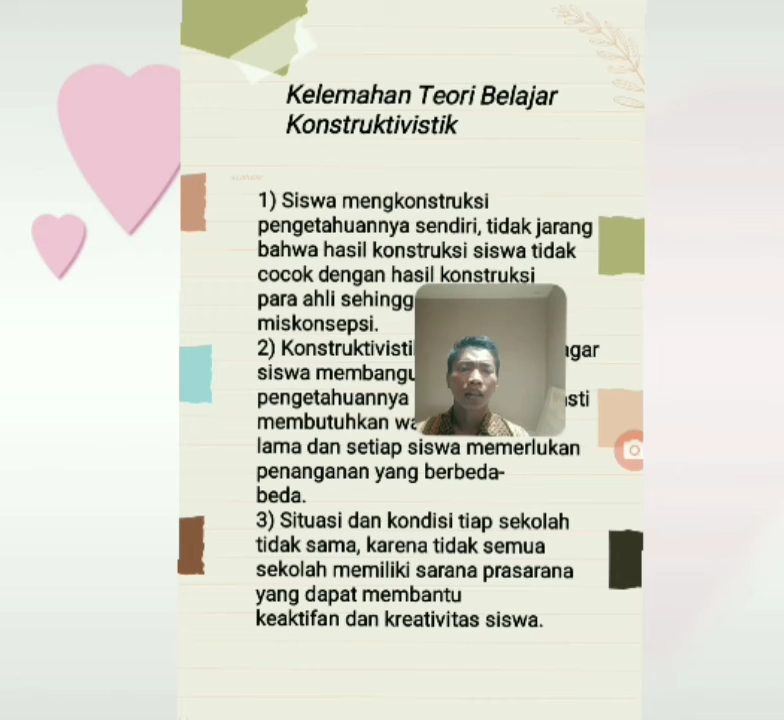 Kelemahan Teori Belajar
Konstruktivistik
1) Siswa mengkonstruksi
pengetahuannya sendiri, tidak jarang
bahwa hasil konstruksi siswa tidak
cocok dengan hasil konstruksi
para ahli
miskonsepsi.
2)
siswa
pengetahuannya
membutuhkan
lama dan setiap siswa memerlukan
penanganan yang berbeda-
beda.
3) Situasi dan kondisi tiap sekolah
tidak sama, karena tidak semua
sekolah memiliki sarana prasarana
yang dapat membantu
keaktifan dan kreativitas siswa.